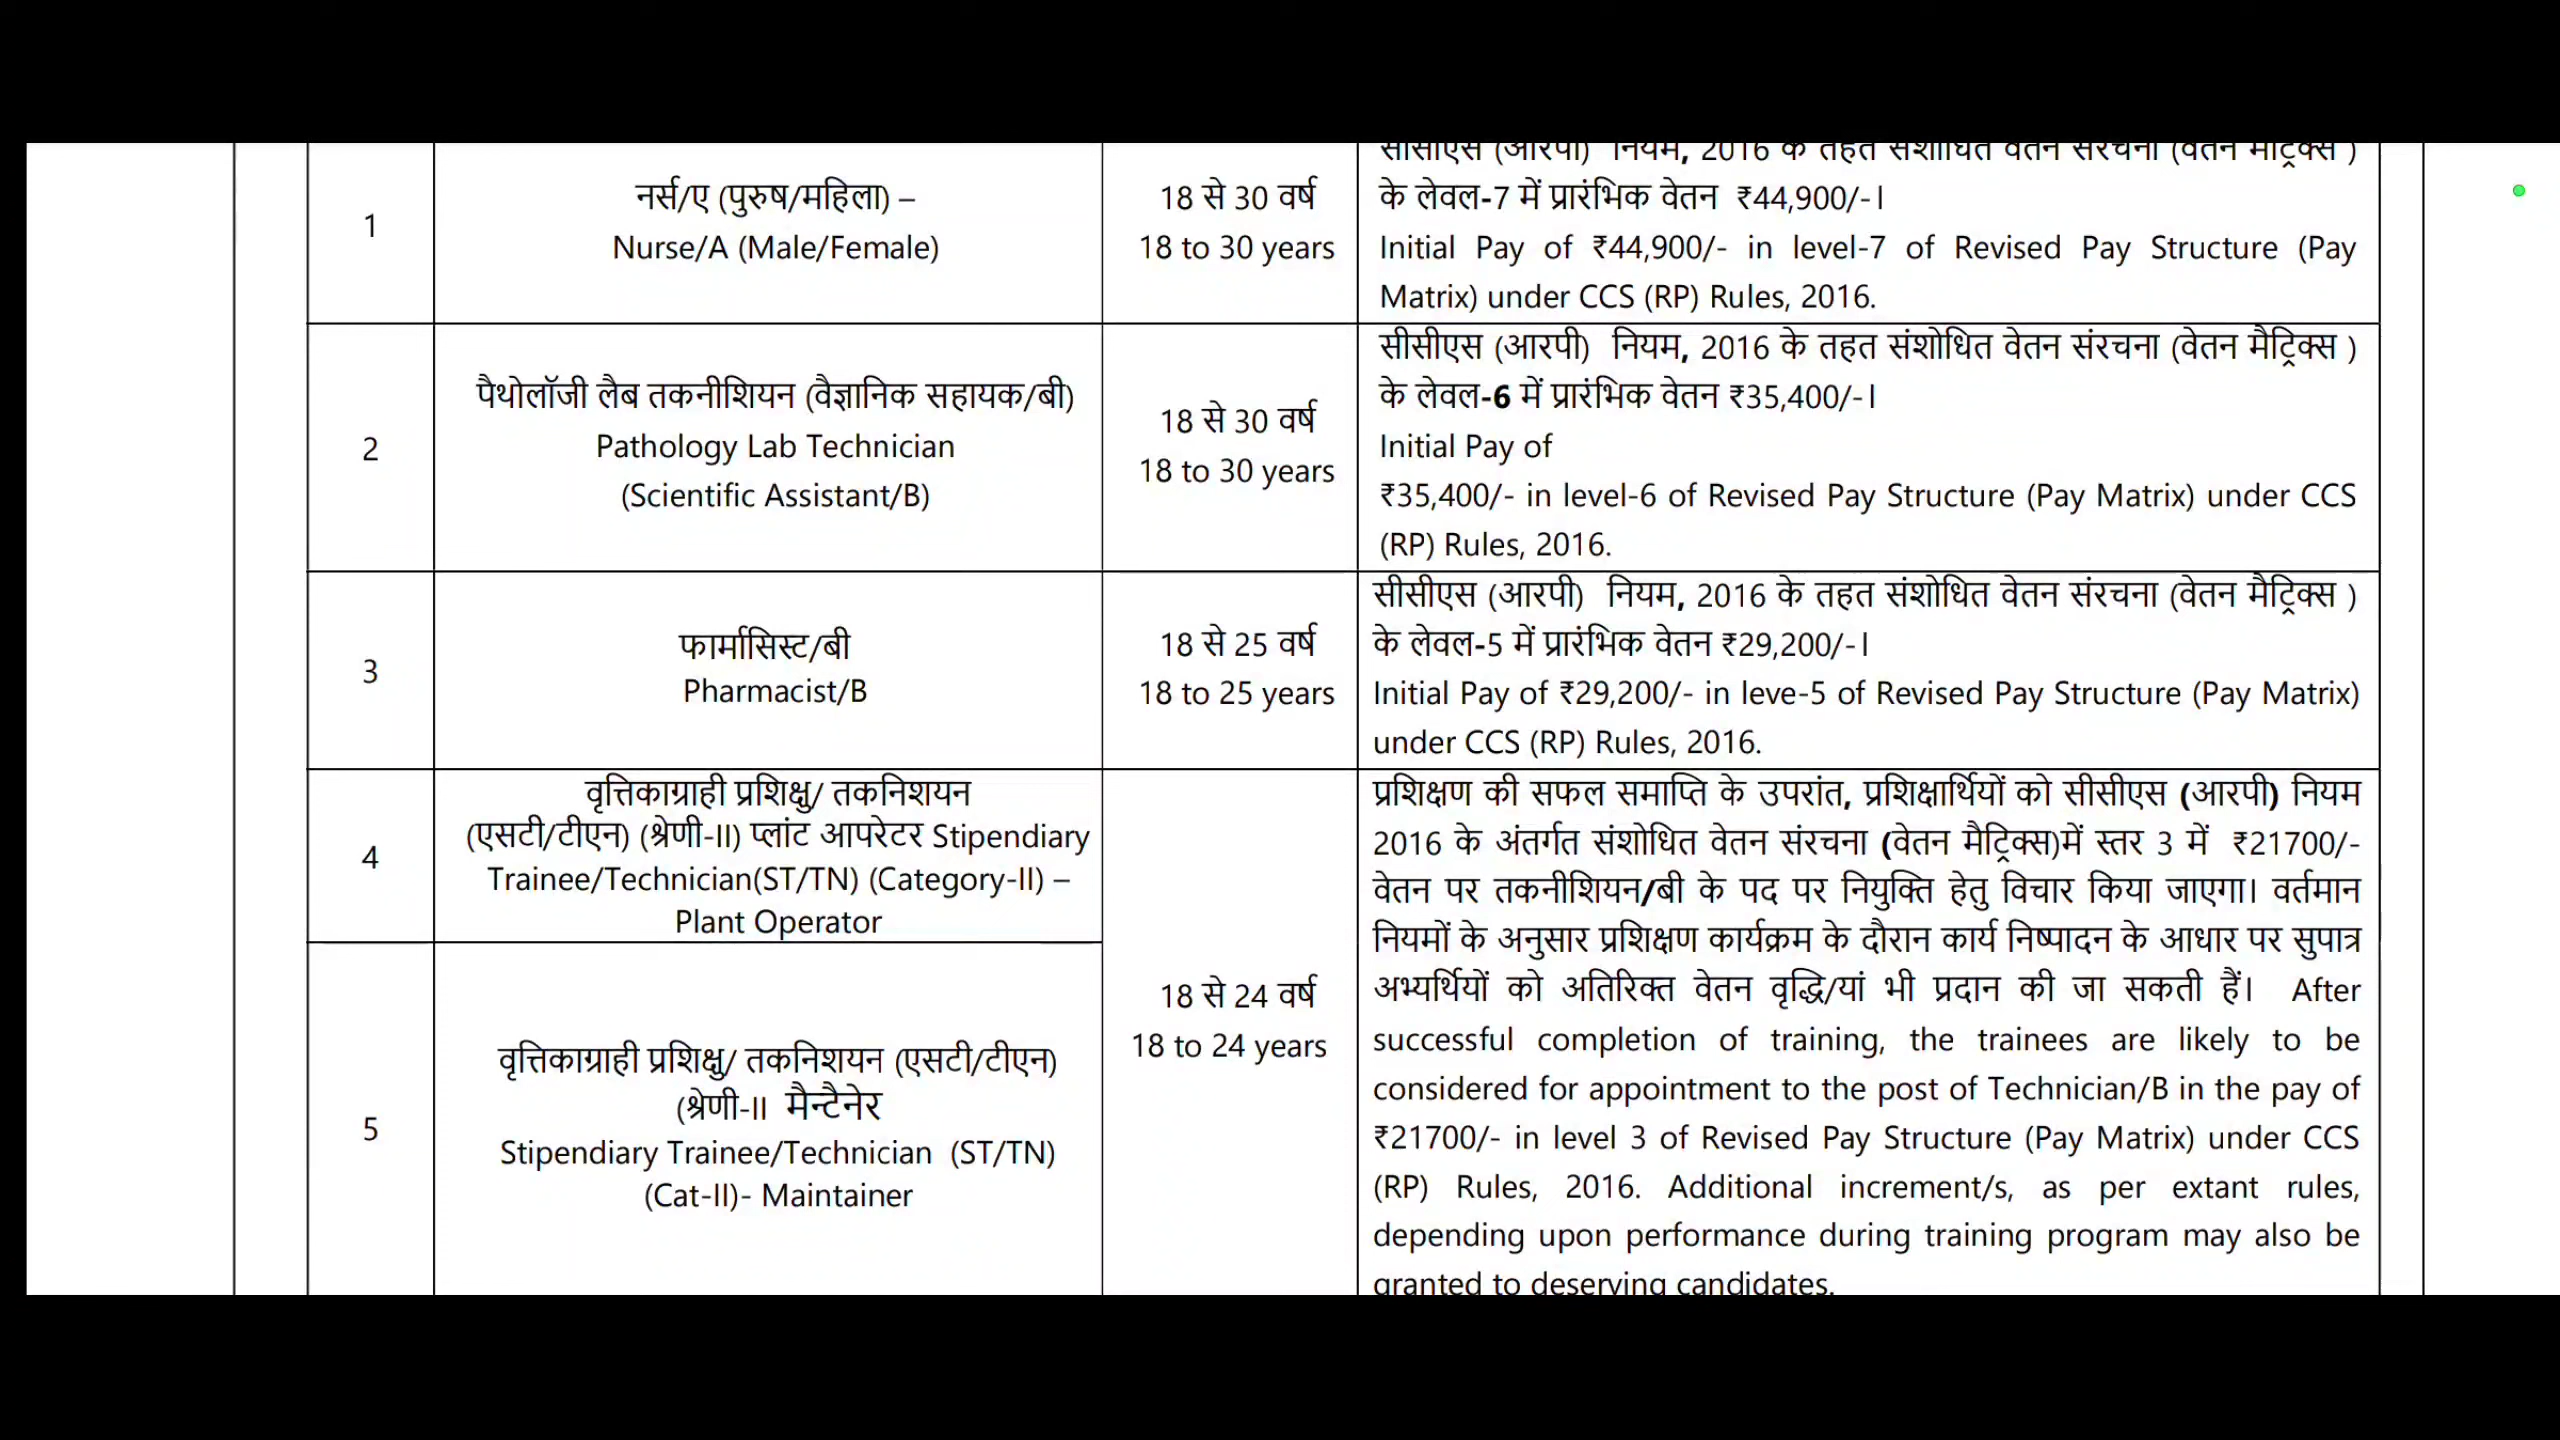 1
नर्स/ए (पुरुष/महिला) –
Nurse/A (Male/Female)
18 से 30 वर्ष
18 to 30 years
सीसीएस (आरपी) नियम, 2016 के तहत संशोधित वेतन संरचना (वेतन मैट्रिक्स )
के लेवल-7 में प्रारंभिक वेतन ₹44,900/-।
Initial Pay of ₹44,900/- in level-7 of Revised Pay Structure (Pay
Matrix) under CCS (RP) Rules, 2016.
2
पैथोलॉजी लैब तकनीशियन (वैज्ञानिक सहायक/बी)
Pathology Lab Technician
(Scientific Assistant/B)
18 से 30 वर्ष
18 to 30 years
सीसीएस (आरपी) नियम, 2016 के तहत संशोधित वेतन संरचना (वेतन मैट्रिक्स )
के लेवल-6 में प्रारंभिक वेतन ₹35,400/-।
Initial Pay of
₹35,400/- in level-6 of Revised Pay Structure (Pay Matrix) under CCS
(RP) Rules, 2016.
3
फार्मासिस्ट/बी
Pharmacist/B
18 से 25 वर्ष
18 to 25 years
सीसीएस (आरपी) नियम, 2016 के तहत संशोधित वेतन संरचना (वेतन मैट्रिक्स )
के लेवल-5 में प्रारंभिक वेतन ₹29,200/-।
Initial Pay of ₹29,200/- in leve-5 of Revised Pay Structure (Pay Matrix)
under CCS (RP) Rules, 2016.
4
वृत्तिकाग्राही प्रशिक्षु/ तकनिशयन
(एसटी/टीएन) (श्रेणी-II) प्लांट आपरेटर Stipendiary
Trainee/Technician(ST/TN) (Category-II) –
Plant Operator
5
वृत्तिकाग्राही प्रशिक्षु/ तकनिशयन (एसटी/टीएन)
(श्रेणी-II मैन्टैनेर
Stipendiary Trainee/Technician (ST/TN)
(Cat-II)- Maintainer
18 से 24 वर्ष
18 to 24 years
प्रशिक्षण की सफल समाप्ति के उपरांत, प्रशिक्षार्थियों को सीसीएस (आरपी) नियम
2016 के अंतर्गत संशोधित वेतन संरचना (वेतन मैट्रिक्स)में स्तर 3 में ₹21700/-
वेतन पर तकनीशियन/बी के पद पर नियुक्ति हेतु विचार किया जाएगा। वर्तमान
नियमों के अनुसार प्रशिक्षण कार्यक्रम के दौरान कार्य निष्पादन के आधार पर सुपात्र
अभ्यर्थियों को अतिरिक्त वेतन वृद्धि/यां भी प्रदान की जा सकती हैं। After
successful completion of training, the trainees are likely to be
considered for appointment to the post of Technician/B in the pay of
₹21700/- in level 3 of Revised Pay Structure (Pay Matrix) under CCS
(RP) Rules, 2016. Additional increment/s, as per extant rules,
depending upon performance during training program may also be
granted to deserving candidates.